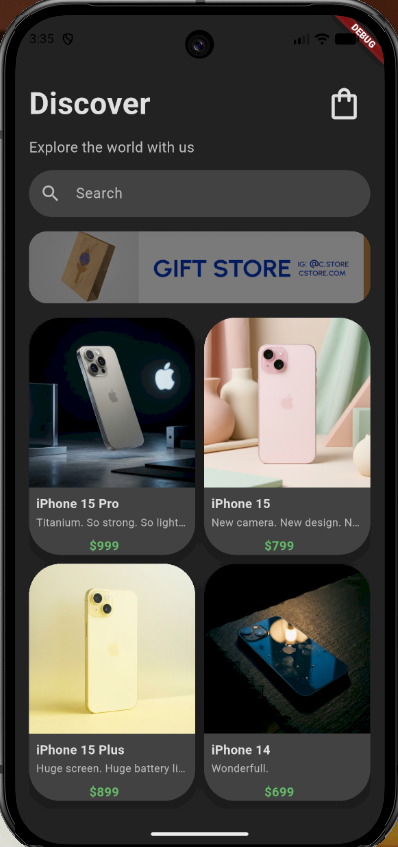 3:35
DEBUG
Discover
Explore the world with us
Search
GIFT STORE
IG: @C.STORE
CSTORE.COM
iPhone 15 Pro
Titanium. So strong. So light...
$999
iPhone 15
New camera. New design. N...
$799
iPhone 15 Plus
Huge screen. Huge battery li...
$899
iPhone 14
Wonderfull.
$699